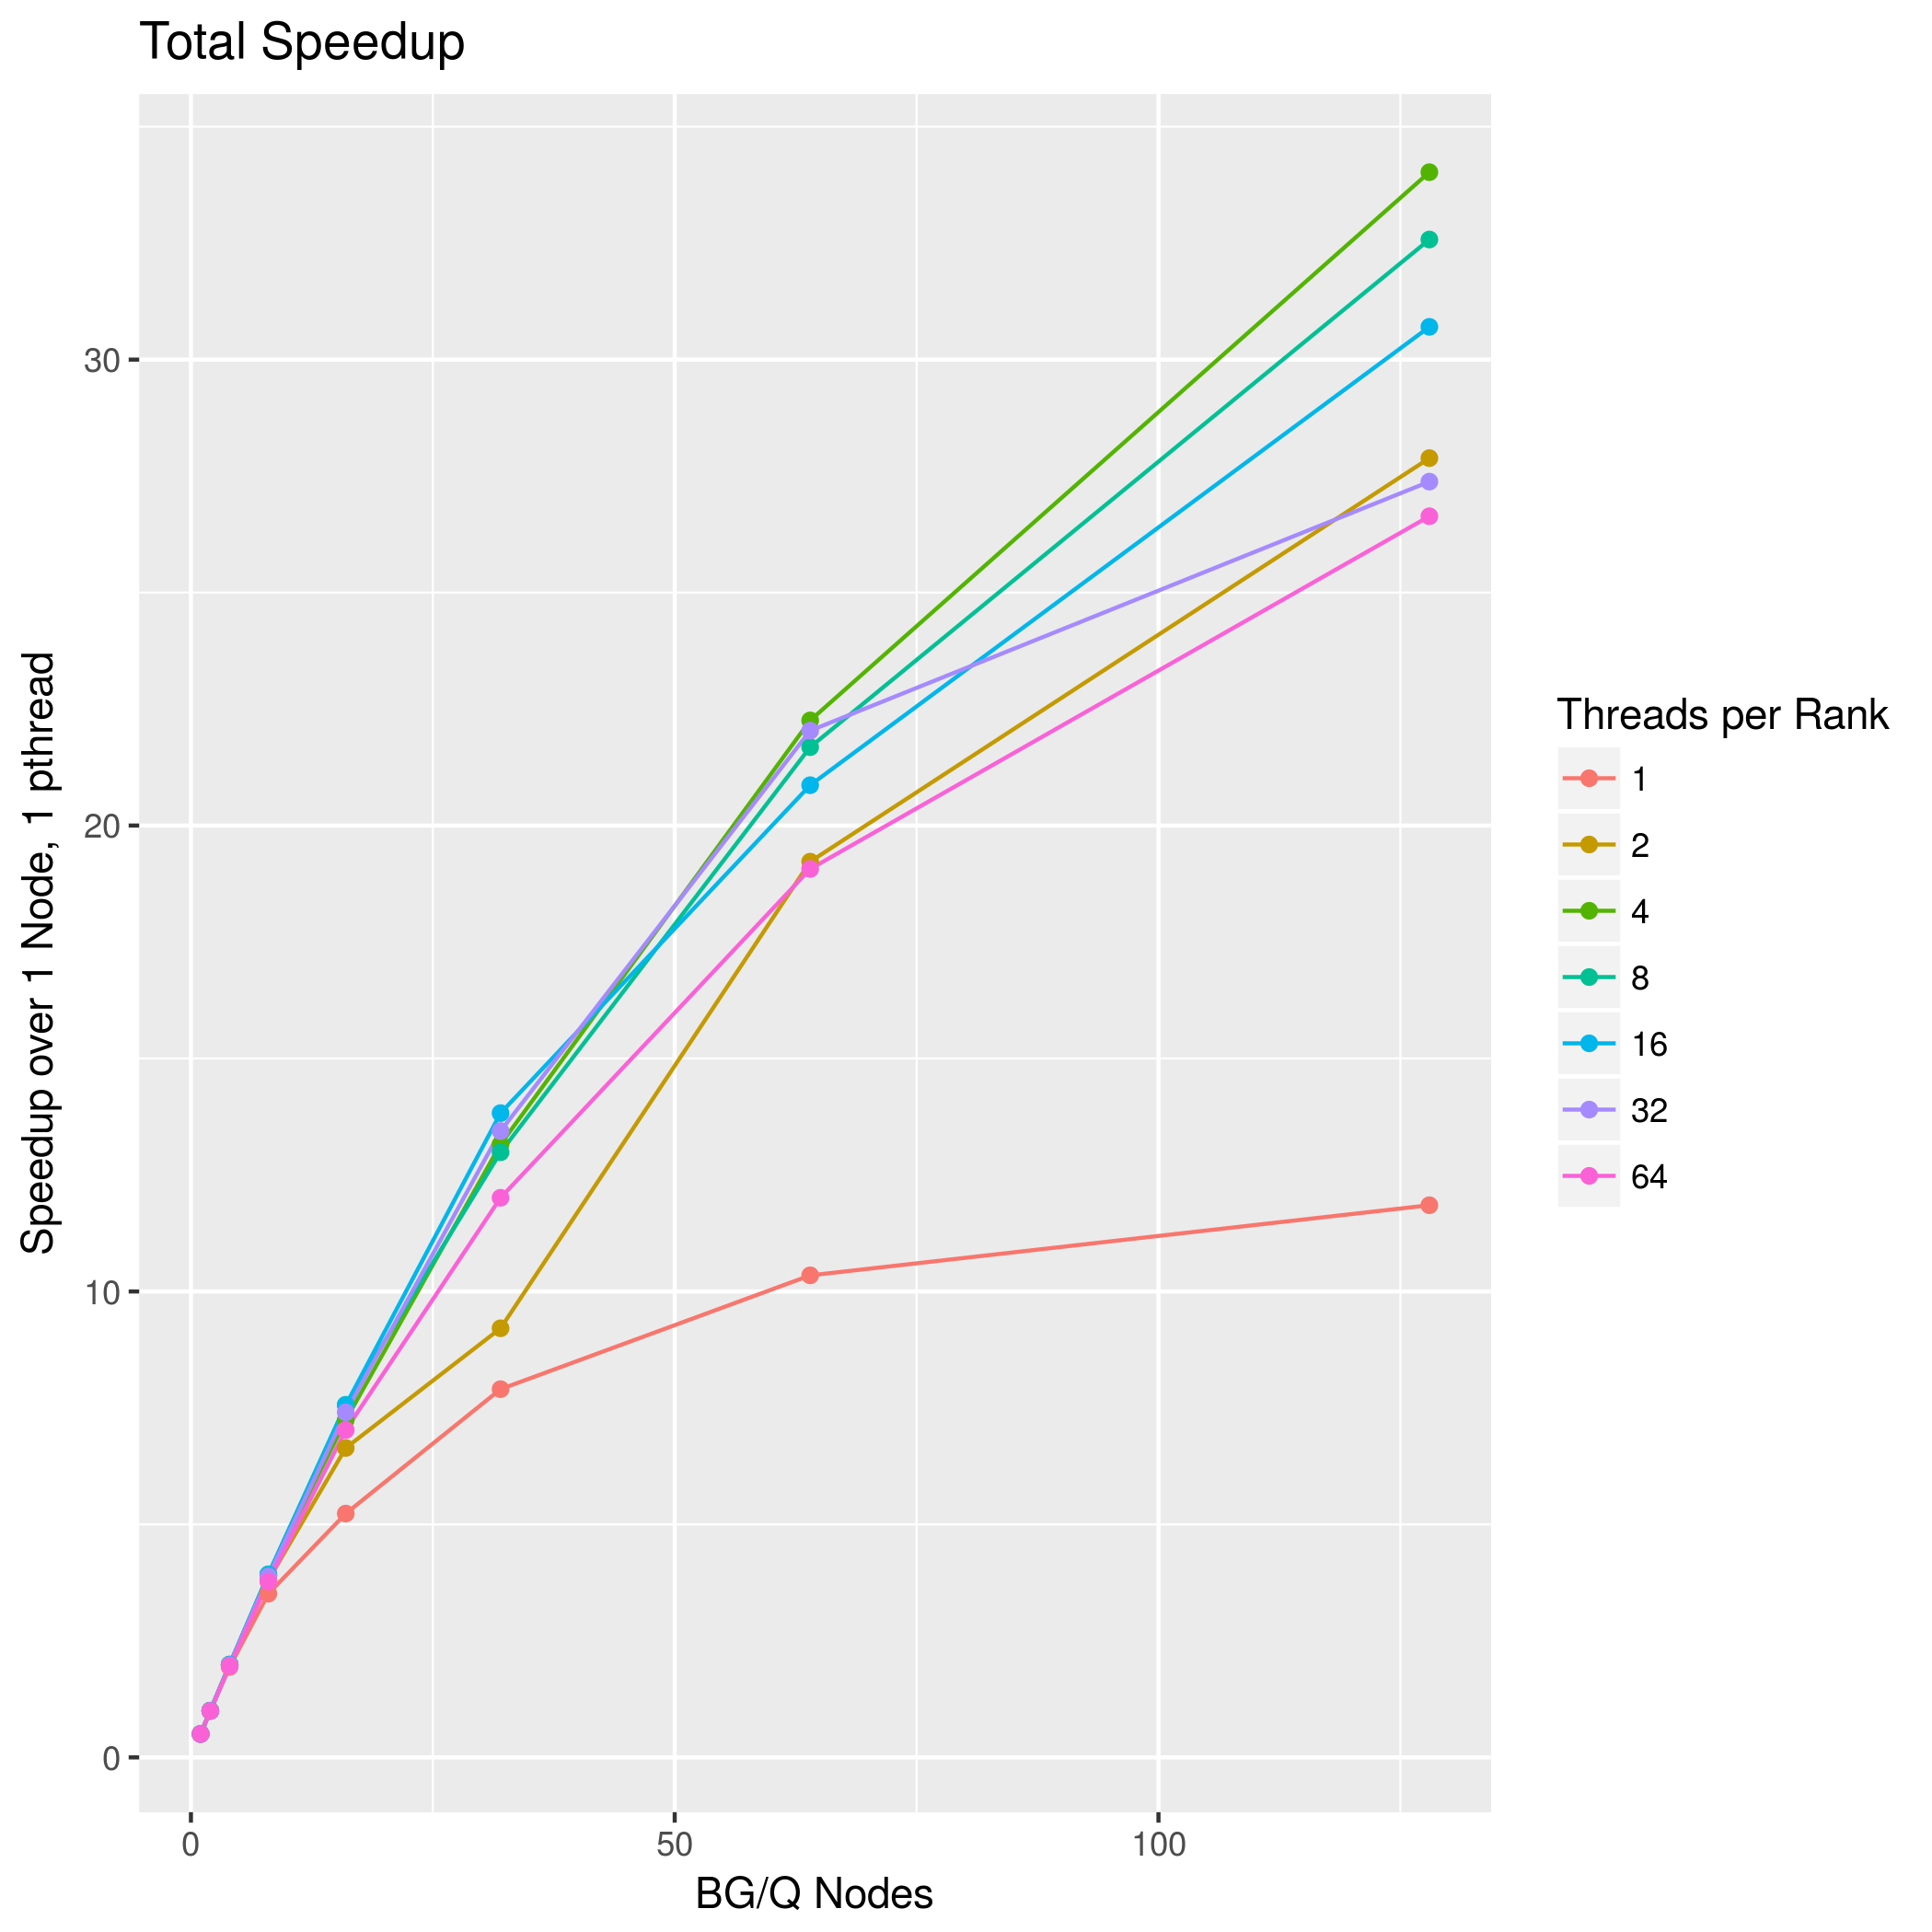 Total Speedup
Speedup over 1 Node, 1 pthread
30
20
10
0
0 50 100
BG/Q Nodes
Threads per Rank
1
2
4
8
16
32
64